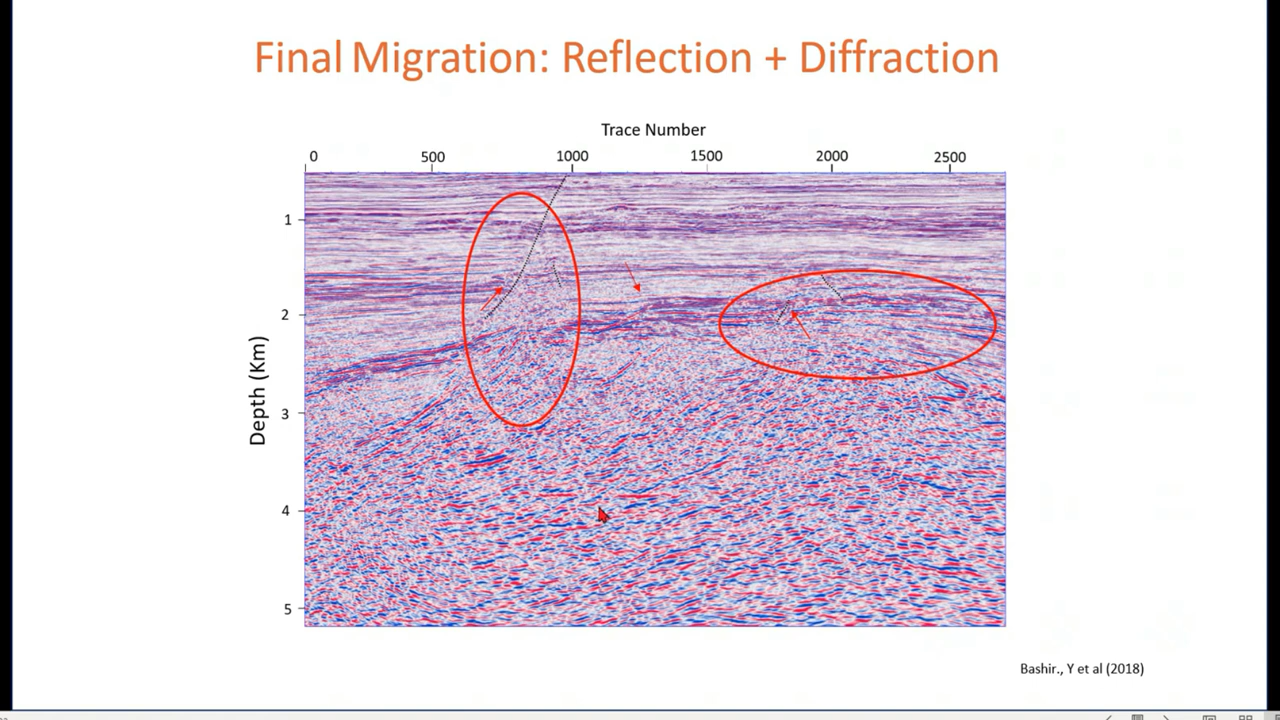 Final Migration: Reflection + Diffraction
Trace Number
0 500 1000 1500 2000 2500
1
2
3
4
5
Depth (Km)
Bashir., Y et al (2018)